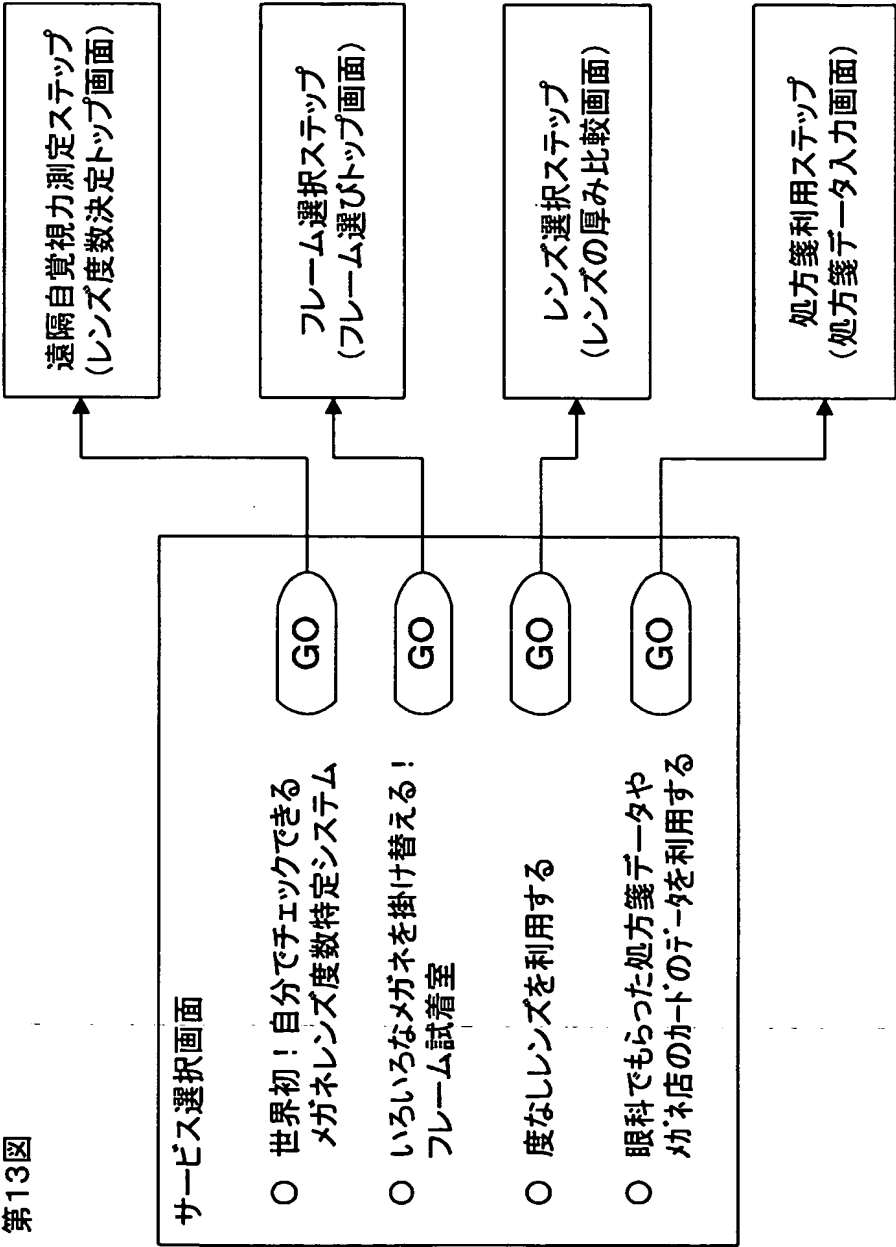 第13図
サービス選択画面
○ 世界初！自分でチェックできる
メガネレンズ度数特定システム
GO
○ いろいろなメガネを掛け替える！
フレーム試着室
GO
○ 度なしレンズを利用する
GO
○ 眼科でもらった処方箋データや
メガネ店のカードのデータを利用する
GO
遠隔自覚視力測定ステップ
(レンズ度数決定トップ画面)
フレーム選択ステップ
(フレーム選びトップ画面)
レンズ選択ステップ
(レンズの厚み比較画面)
処方箋利用ステップ
(処方箋データ入力画面)